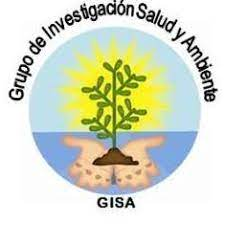 Grupo de Investigación Salud y Ambiente
GISA